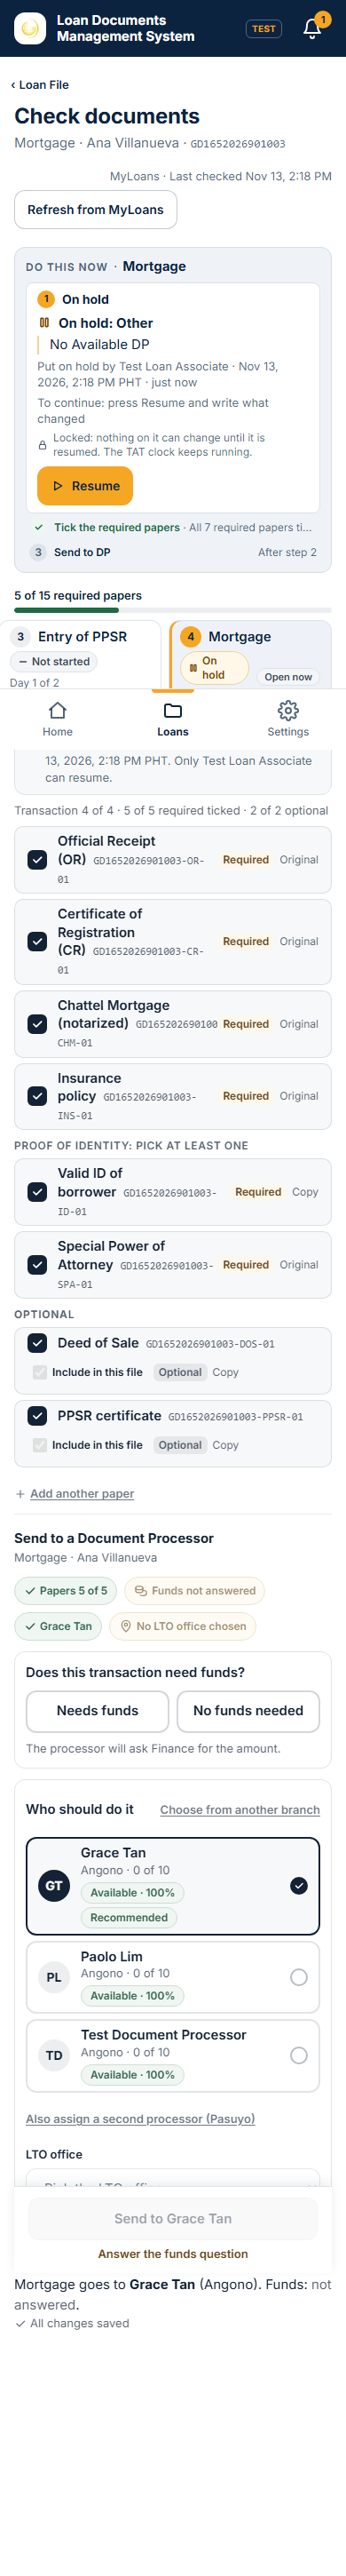 Loan Documents
Management System
TEST
1
‹ Loan File
Check documents
Mortgage · Ana Villanueva · GD1652026901003
MyLoans · Last checked Nov 13, 2:18 PM
Refresh from MyLoans
DO THIS NOW · Mortgage
1 On hold
On hold: Other
No Available DP
Put on hold by Test Loan Associate · Nov 13,
2026, 2:18 PM PHT · just now
To continue: press Resume and write what
changed
Locked: nothing on it can change until it is
resumed. The TAT clock keeps running.
Resume
Tick the required papers · All 7 required papers ti...
3 Send to DP After step 2
5 of 15 required papers
3 Entry of PPSR
Not started
Day 1 of 2
4 Mortgage
On
hold
Open now
Home
Loans
Settings
13, 2026, 2:18 PM PHT. Only Test Loan Associate
can resume.
Transaction 4 of 4 · 5 of 5 required ticked · 2 of 2 optional
Official Receipt
(OR) GD1652026901003-OR-
01
Required Original
Certificate of
Registration
(CR) GD1652026901003-CR-
01
Required Original
Chattel Mortgage
(notarized) GD165202690100
CHM-01
Required Original
Insurance
policy GD1652026901003-
INS-01
Required Original
PROOF OF IDENTITY: PICK AT LEAST ONE
Valid ID of
borrower GD1652026901003-
ID-01
Required Copy
Special Power of
Attorney GD1652026901003-
SPA-01
Required Original
OPTIONAL
Deed of Sale GD1652026901003-DOS-01
Include in this file Optional Copy
PPSR certificate GD1652026901003-PPSR-01
Include in this file Optional Copy
+ Add another paper
Send to a Document Processor
Mortgage · Ana Villanueva
Papers 5 of 5
Funds not answered
Grace Tan
No LTO office chosen
Does this transaction need funds?
Needs funds
No funds needed
The processor will ask Finance for the amount.
Who should do it
Choose from another branch
GT
Grace Tan
Angono · 0 of 10
Available · 100%
Recommended
PL
Paolo Lim
Angono · 0 of 10
Available · 100%
TD
Test Document Processor
Angono · 0 of 10
Available · 100%
Also assign a second processor (Pasuyo)
LTO office
Send to Grace Tan
Answer the funds question
Mortgage goes to Grace Tan (Angono). Funds: not
answered.
All changes saved